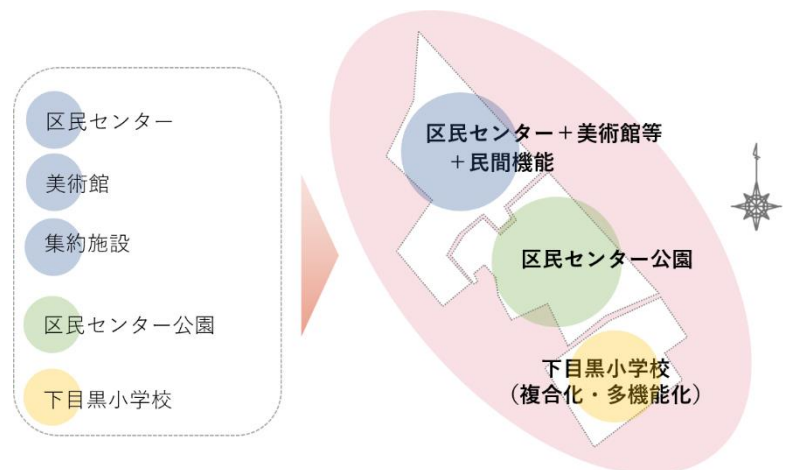 区民センター
美術館
集約施設
区民センター公園
下目黒小学校
区民センター＋美術館等
＋民間機能
区民センター公園
下目黒小学校
（複合化・多機能化）